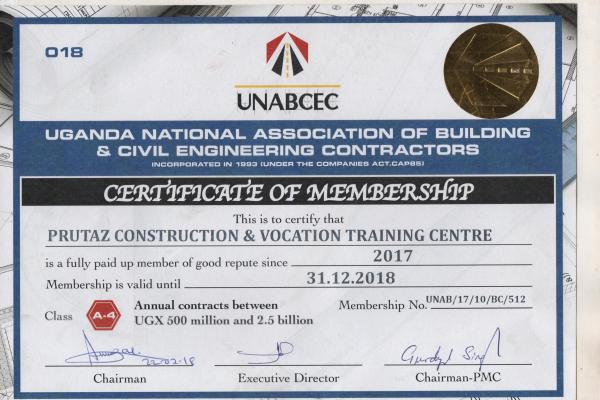 018
UNABCEC
UGANDA NATIONAL ASSOCIATION OF BUILDING
& CIVIL ENGINEERING CONTRACTORS
INCORPORATED IN 1993 (UNDER THE COMPANIES ACT.CAP85)
CERTIFICATE OF MEMBERSHIP
This is to certify that
PRUTAZ CONSTRUCTION & VOCATION TRAINING CENTRE
is a fully paid up member of good repute since 2017
Membership is valid until 31.12.2018
Class A-4 Annual contracts between
UGX 500 million and 2.5 billion
Membership No. UNAB/17/10/BC/512
22-02-18
Chairman
Executive Director
Chairman-PMC